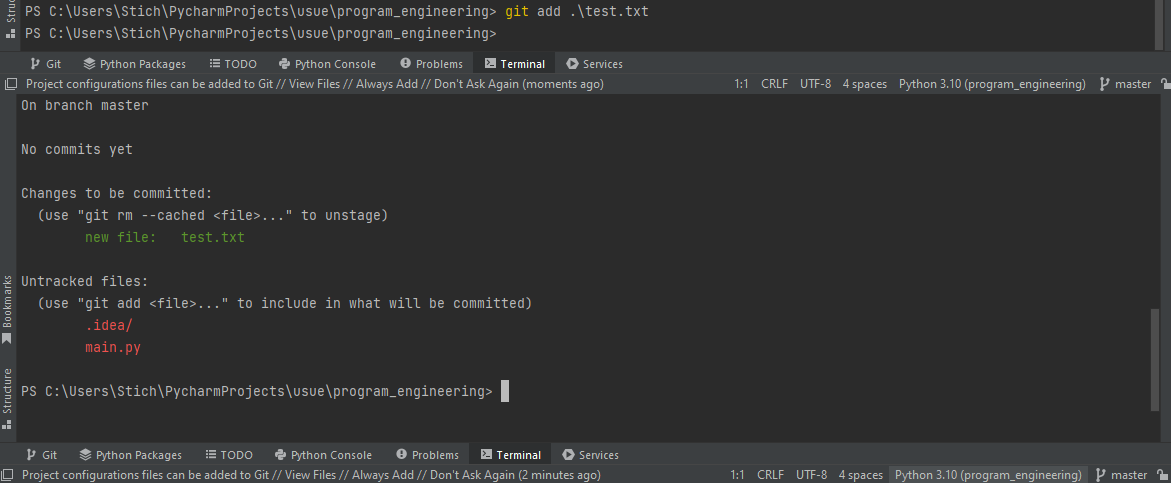 Struc
PS C:\Users\Stich\PycharmProjects\usue\program_engineering> git add .\test.txt
PS C:\Users\Stich\PycharmProjects\usue\program_engineering>
Git Python Packages TODO Python Console Problems Terminal Services
Project configurations files can be added to Git // View Files // Always Add // Don't Ask Again (moments ago) 1:1 CRLF UTF-8 4 spaces Python 3.10 (program_engineering) master
On branch master
No commits yet
Changes to be committed:
(use "git rm --cached <file>..." to unstage)
new file: test.txt
Untracked files:
(use "git add <file>..." to include in what will be committed)
.idea/
main.py
Bookmarks
Structure
PS C:\Users\Stich\PycharmProjects\usue\program_engineering>
Git Python Packages TODO Python Console Problems Terminal Services
Project configurations files can be added to Git // View Files // Always Add // Don't Ask Again (2 minutes ago) 1:1 CRLF UTF-8 4 spaces Python 3.10 (program_engineering) master